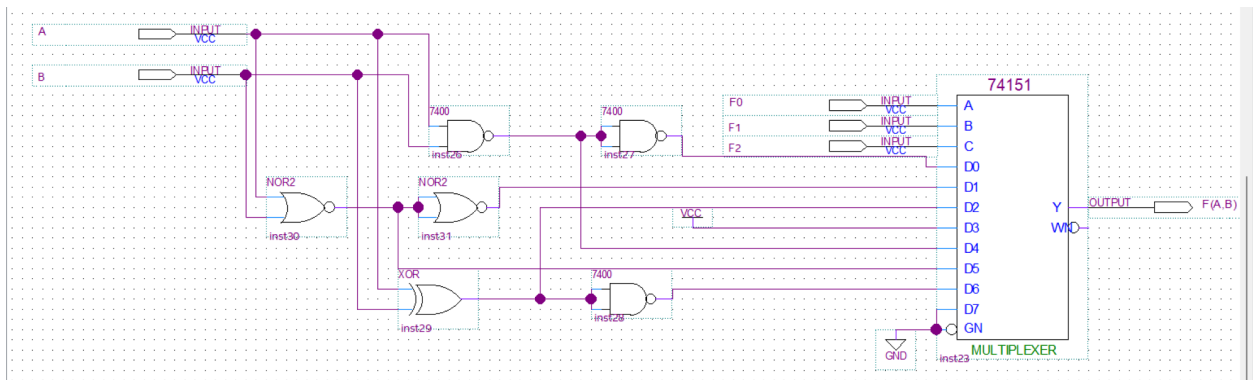 A INPUT
VCC
B INPUT
VCC
74151
7400 7400
F0 INPUT
VCC
F1 INPUT
VCC
F2 INPUT
VCC
inst26 inst27
A
B
C
D0
D1
D2
D3
D4
D5
D6
D7
GN
Y
WN
NOR2 NOR2
inst30 inst31
VCC
OUTPUT F(A,B)
XOR 7400
inst29 inst28
GND
inst23
MULTIPLEXER